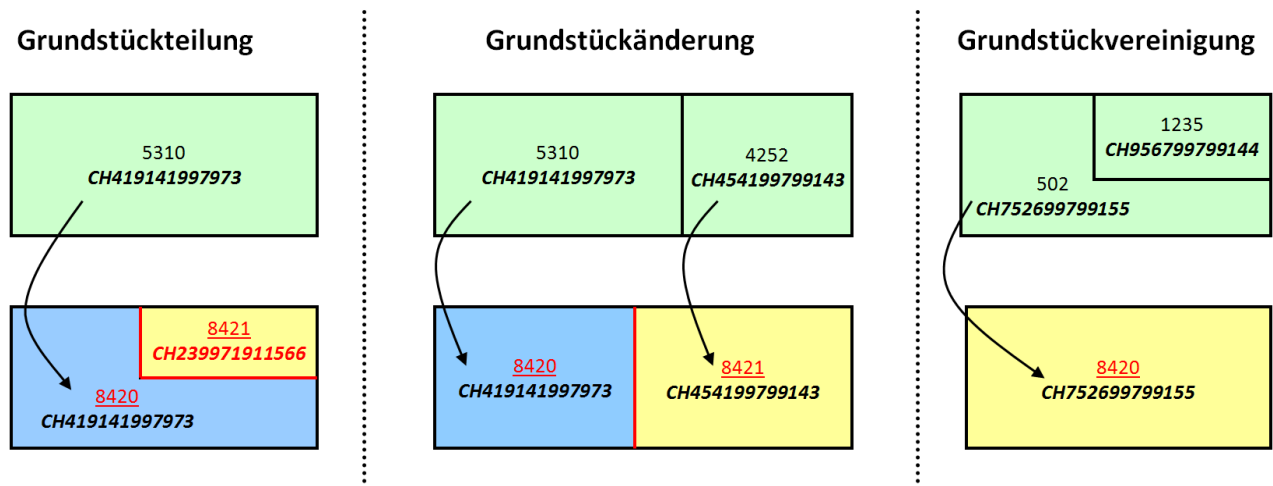 Grundstückteilung
5310
CH419141997973
8421
CH239971911566
8420
CH419141997973
Grundstückänderung
5310
CH419141997973
4252
CH454199799143
8420
CH419141997973
8421
CH454199799143
Grundstückvereinigung
1235
CH956799799144
502
CH752699799155
8420
CH752699799155